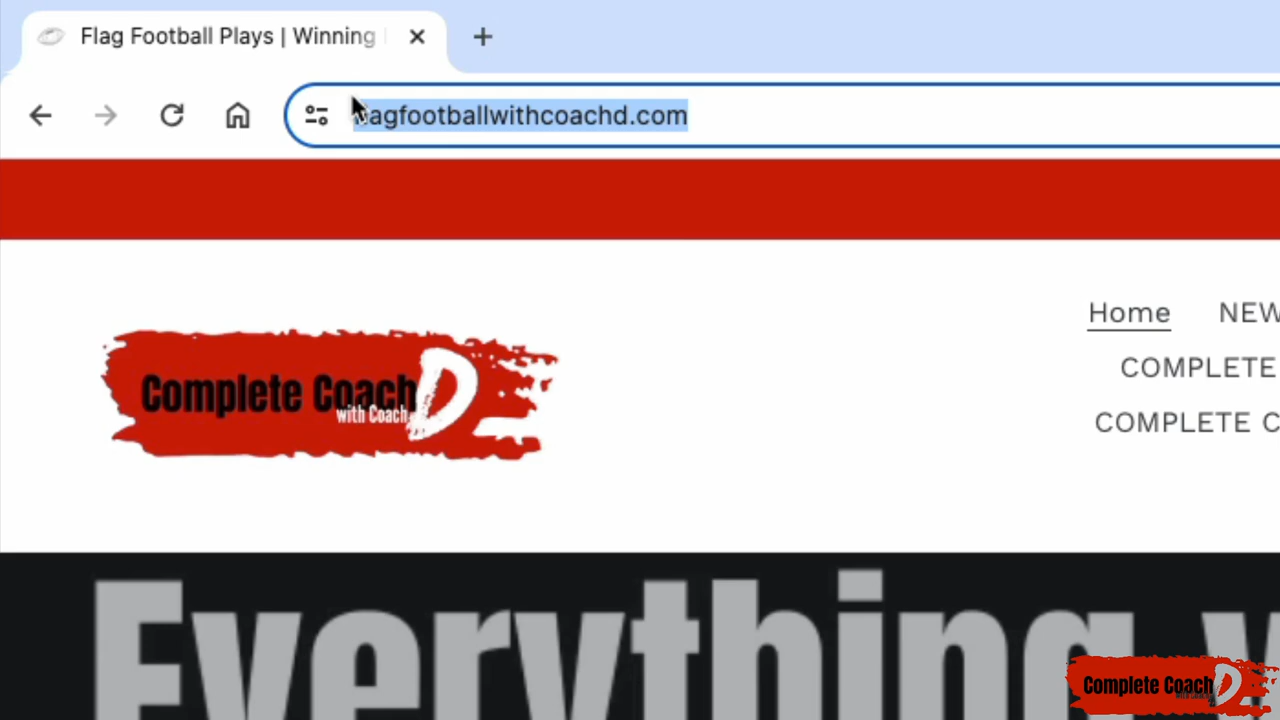 Flag Football Plays | Winning
flagfootballwithcoachd.com
Home NEW
COMPLETE
COMPLETE C
Complete Coach D
with Coach
Everything
Complete Coach D